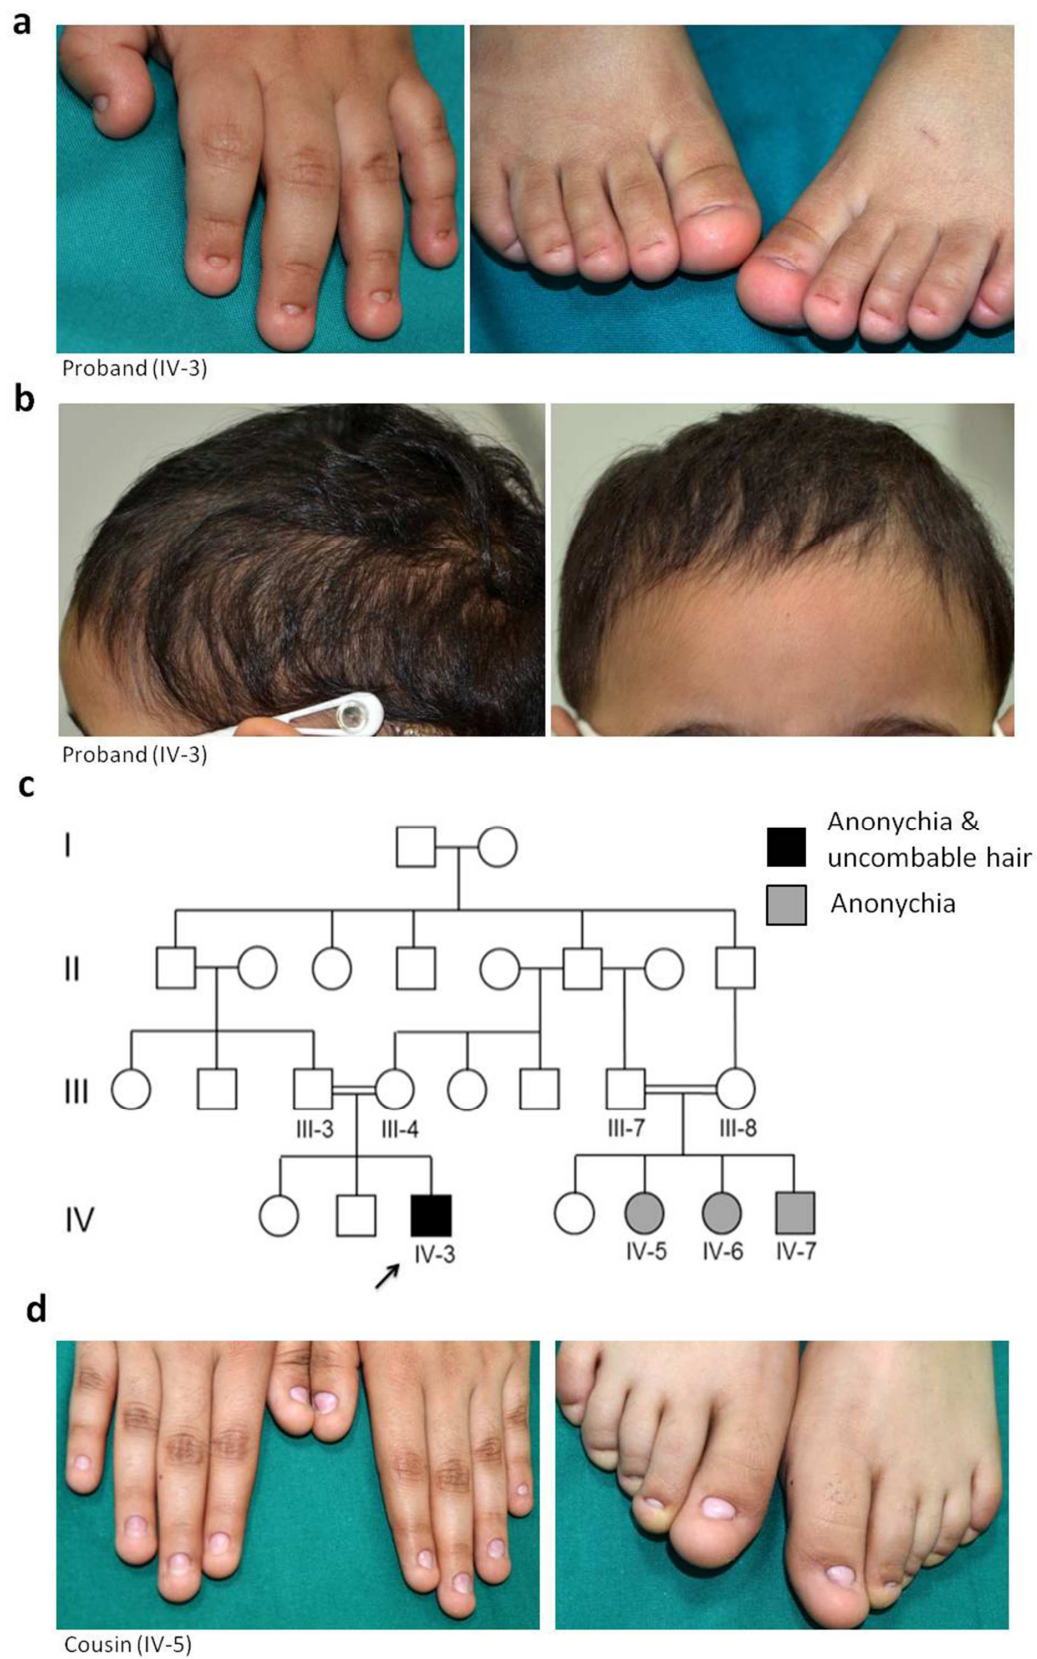 a
Proband (IV-3)
b
Proband (IV-3)
c
I
Anonychia &
uncombable hair
Anonychia
II
III
III-3 III-4 III-7 III-8
IV
IV-3 IV-5 IV-6 IV-7
d
Cousin (IV-5)